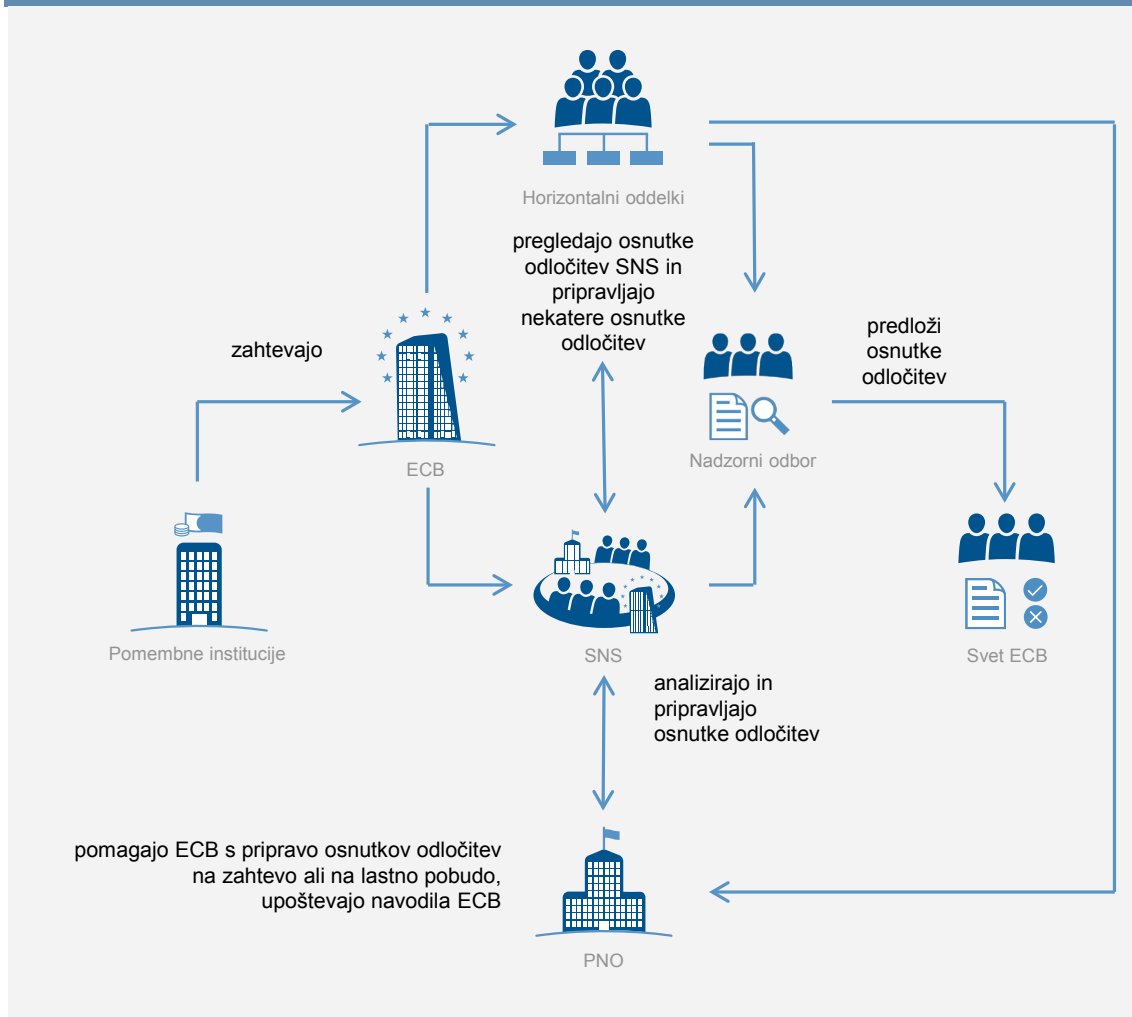 Horizontalni oddelki
pregledajo osnutke
odločitev SNS in
pripravljajo
nekatere osnutke
odločitev
zahtevajo
predloži
osnutke
odločitev
ECB
Nadzorni odbor
Pomembne institucije
SNS
Svet ECB
analizirajo in
pripravljajo
osnutke odločitev
pomagajo ECB s pripravo osnutkov odločitev
na zahtevo ali na lastno pobudo,
upoštevajo navodila ECB
PNO